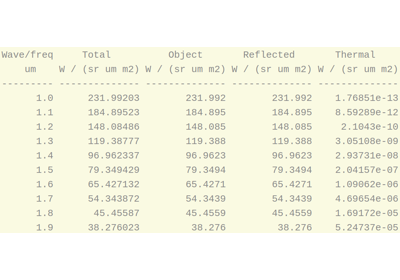 Wave/freq Total Object Reflected Thermal
um W / (sr um m2) W / (sr um m2) W / (sr um m2) W / (sr um m2)
--------- -------------- -------------- -------------- --------------
1.0 231.99203 231.992 231.992 1.76851e-13
1.1 184.89523 184.895 184.895 8.59289e-12
1.2 148.08486 148.085 148.085 2.1043e-10
1.3 119.38777 119.388 119.388 3.05108e-09
1.4 96.962337 96.9623 96.9623 2.93731e-08
1.5 79.349429 79.3494 79.3494 2.04157e-07
1.6 65.427132 65.4271 65.4271 1.09062e-06
1.7 54.343872 54.3439 54.3439 4.69654e-06
1.8 45.45587 45.4559 45.4559 1.69172e-05
1.9 38.276023 38.276 38.276 5.24737e-05